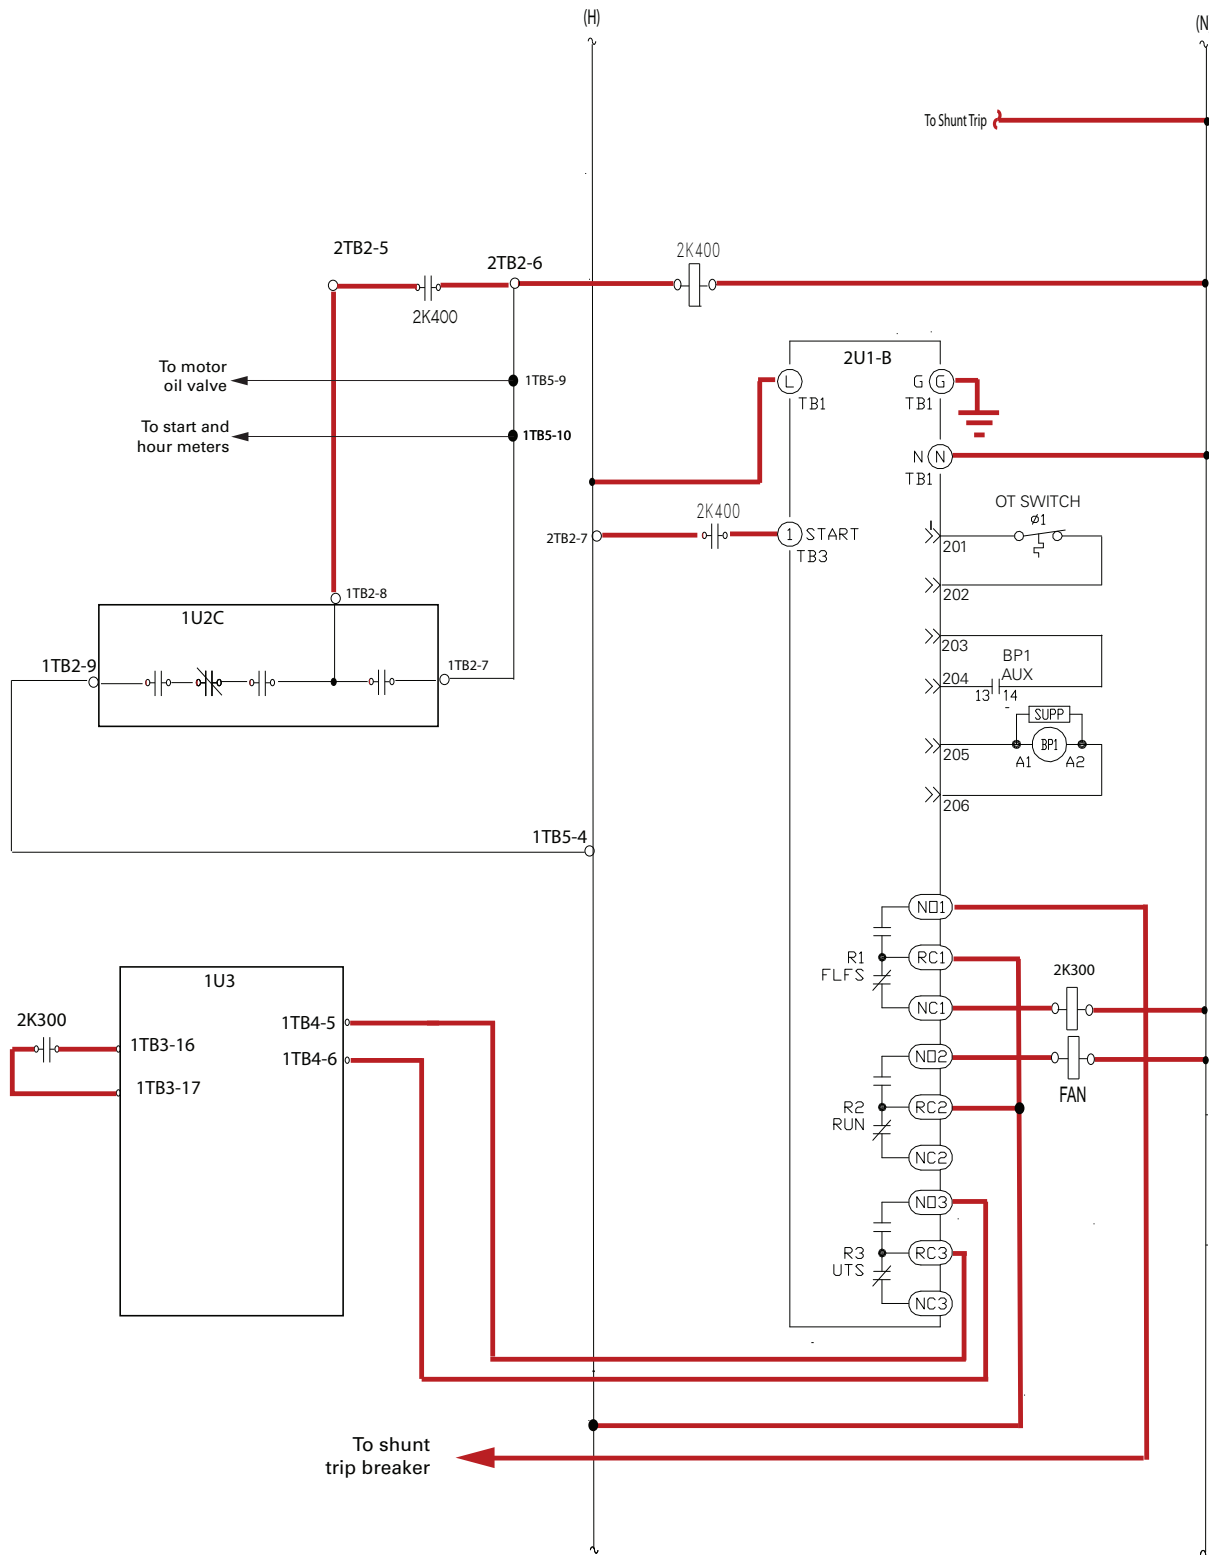 (H)
(N
To Shunt Trip
2TB2-5
2TB2-6
2K400
2K400
2U1-B
To motor
oil valve
1TB5-9
L
TB1
G
G
TB1
To start and
hour meters
1TB5-10
N
N
TB1
OT SWITCH
ø1
2K400
2TB2-7
1
START
TB3
201
202
1TB2-8
1U2C
203
1TB2-9
1TB2-7
BP1
AUX
204
13
14
SUPP
BP1
205
A1
A2
206
1TB5-4
NO1
R1
FLFS
RC1
1U3
2K300
NC1
2K300
1TB4-5
1TB3-16
1TB4-6
NO2
1TB3-17
FAN
R2
RUN
RC2
NC2
NO3
R3
UTS
RC3
NC3
To shunt
trip breaker